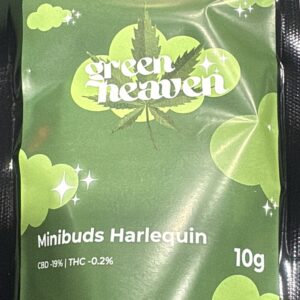 green
heaven
Minibuds Harlequin
CBD -19% | THC -0.2%
10g